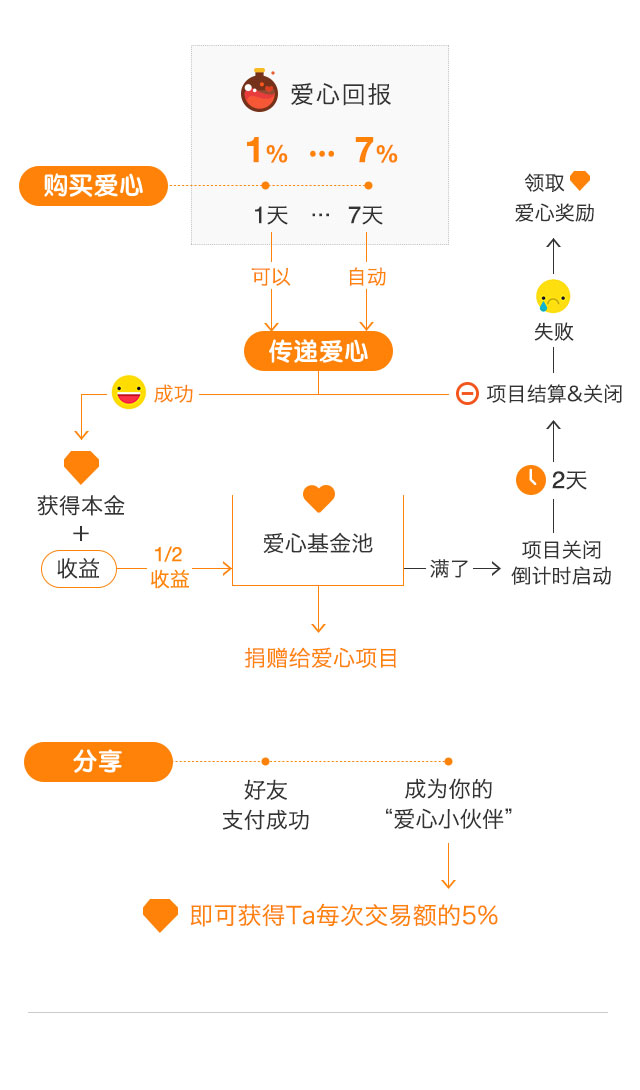 爱心回报
1% ··· 7%
购买爱心
1天 ··· 7天
领取
爱心奖励
可以
自动
失败
传递爱心
成功
项目结算&关闭
获得本金
+
收益
1/2
收益
爱心基金池
满了
2天
项目关闭
倒计时启动
捐赠给爱心项目
分享
好友
支付成功
成为你的
“爱心小伙伴”
即可获得Ta每次交易额的5%